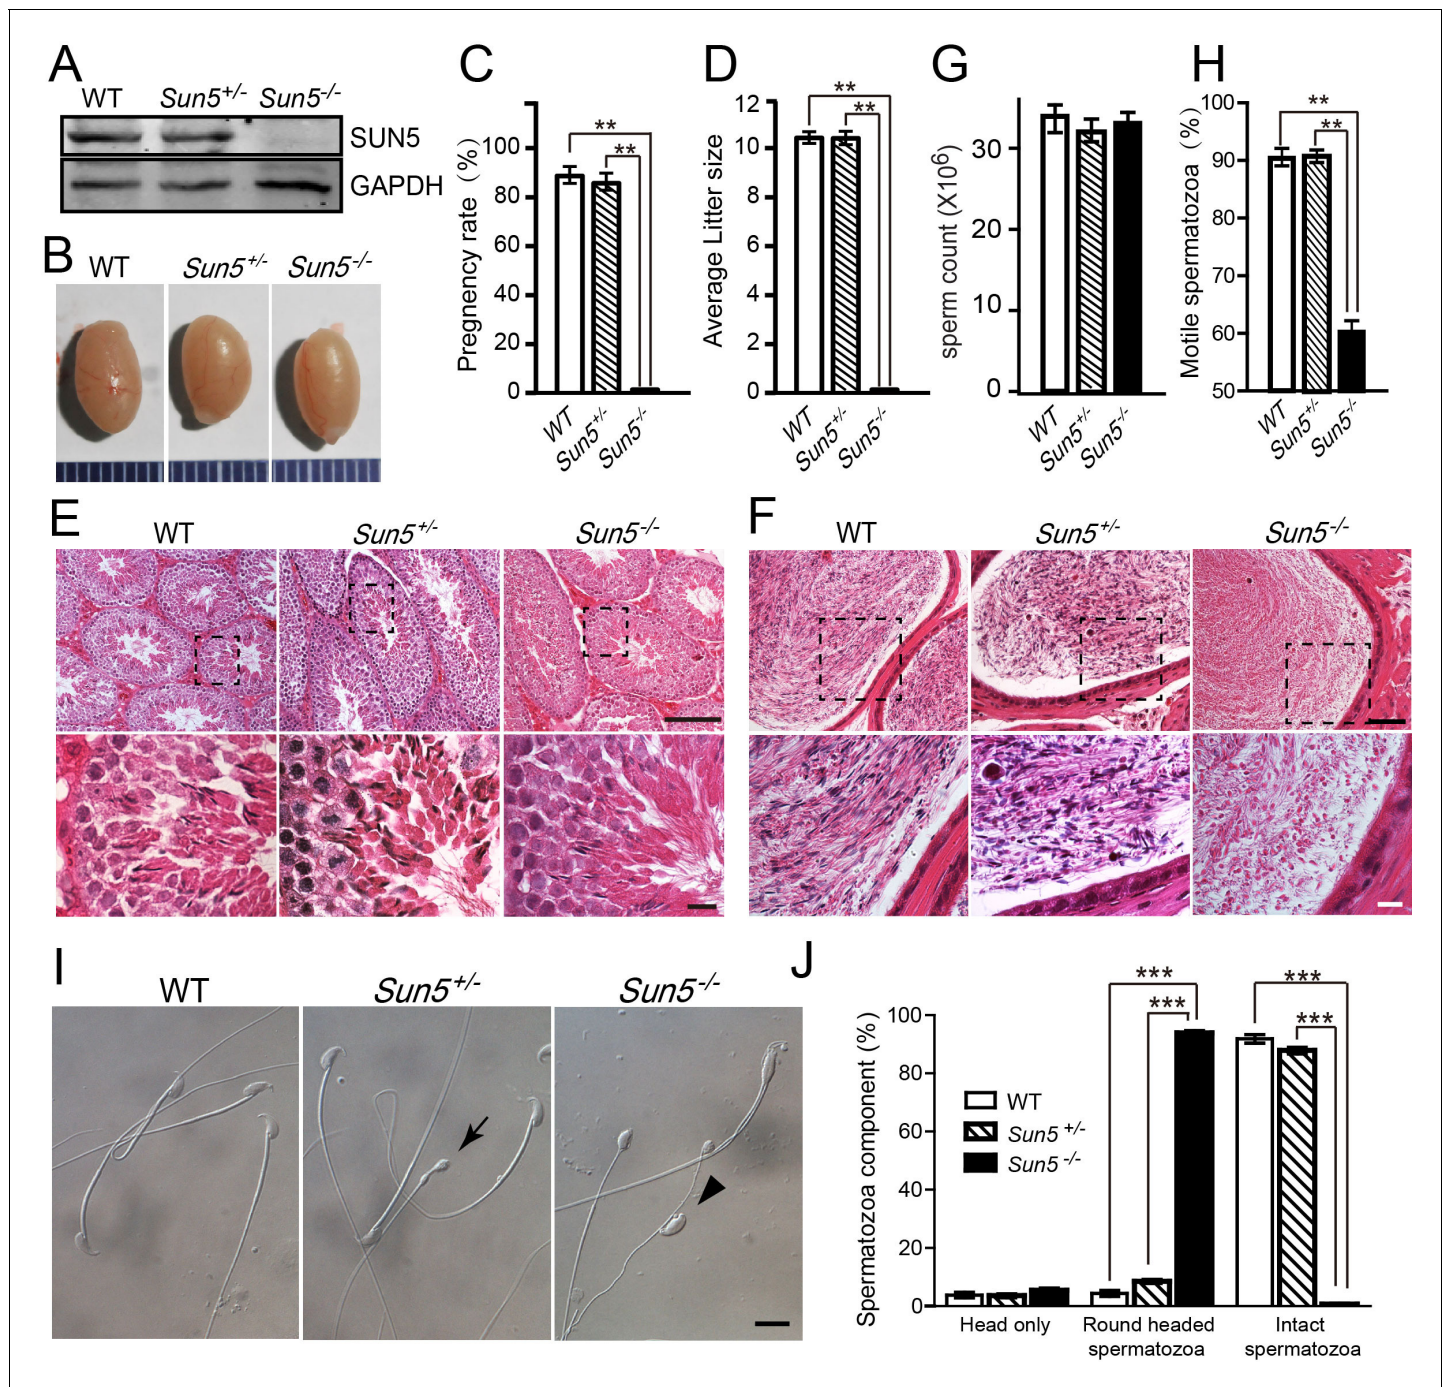 A
WT Sun5+/- Sun5-/-
SUN5
GAPDH
B
WT Sun5+/- Sun5-/-
C
Pregnency rate (%)
100
80
60
40
20
0
** 
**
WT Sun5+/- Sun5-/-
D
Average Litter size
12
10
8
6
4
2
0
**
**
WT Sun5+/- Sun5-/-
G
sperm count (X106)
30
20
10
0
WT Sun5+/- Sun5-/-
H
Motile spermatozoa (%)
100
90
80
70
60
50
**
**
WT Sun5+/- Sun5-/-
E
WT Sun5+/- Sun5-/-
F
WT Sun5+/- Sun5-/-
I
WT Sun5+/- Sun5-/-
J
Spermatozoa component (%)
100
80
60
40
20
0
***
***
***
***
WT
Sun5 +/-
Sun5 -/-
Head only
Round headed
spermatozoa
Intact
spermatozoa